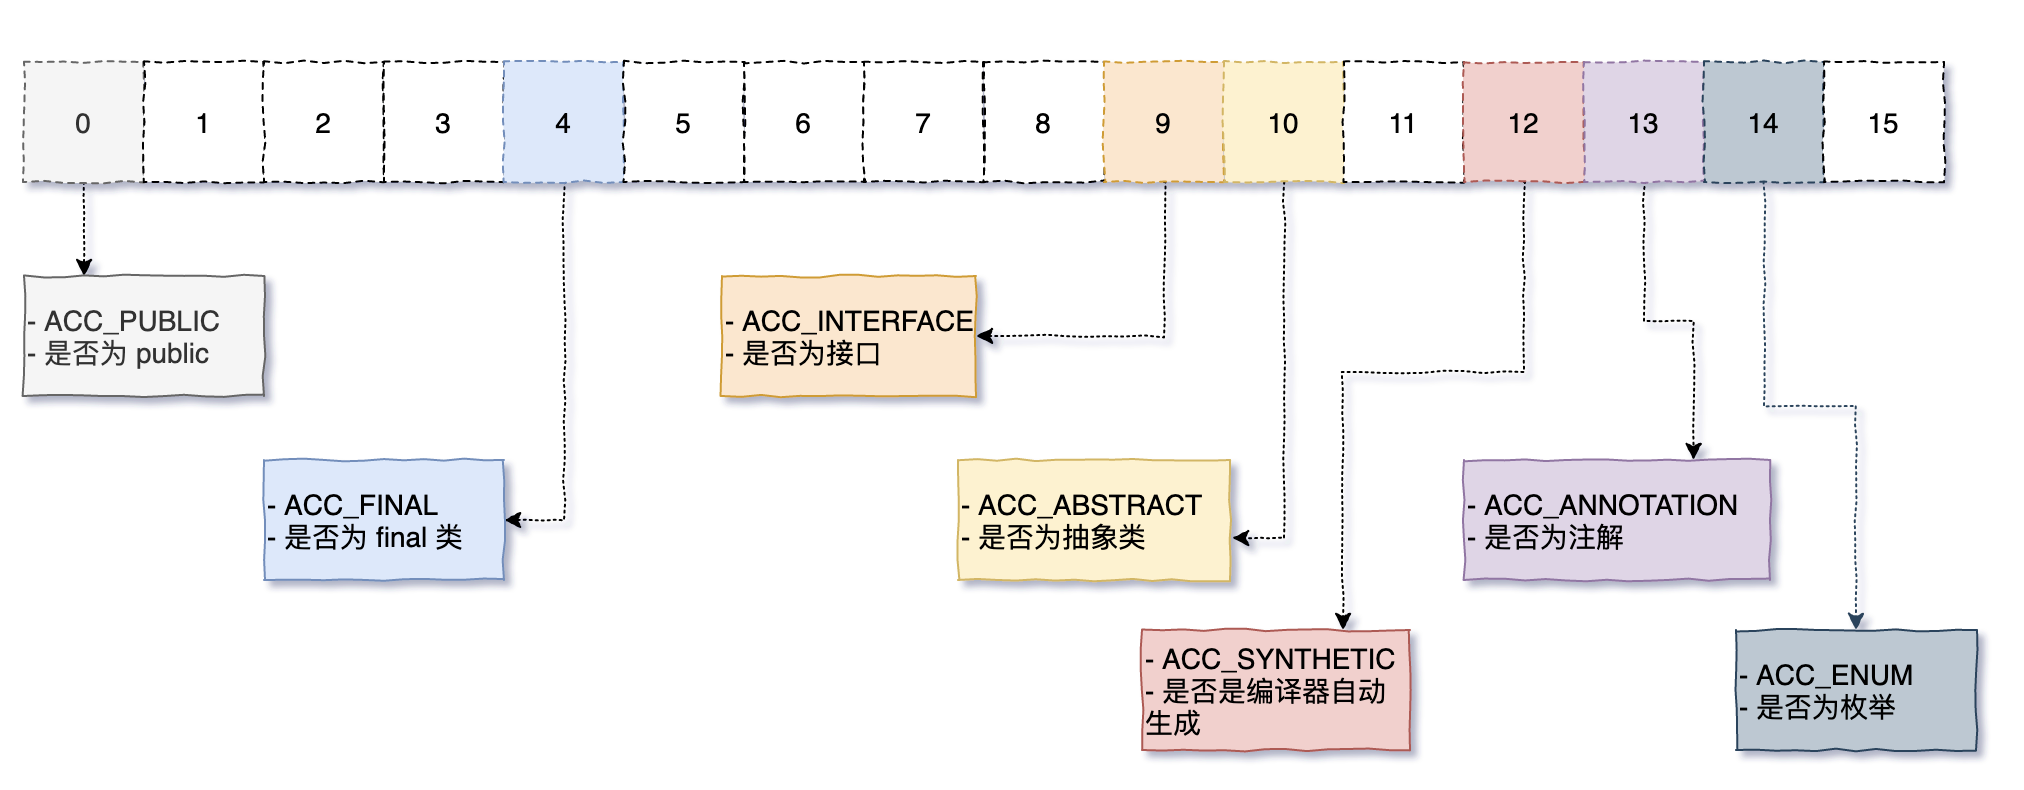 0 1 2 3 4 5 6 7 8 9 10 11 12 13 14 15
- ACC_PUBLIC
- 是否为 public
- ACC_INTERFACE
- 是否为接口
- ACC_FINAL
- 是否为 final 类
- ACC_ABSTRACT
- 是否为抽象类
- ACC_ANNOTATION
- 是否为注解
- ACC_SYNTHETIC
- 是否是编译器自动
生成
- ACC_ENUM
- 是否为枚举